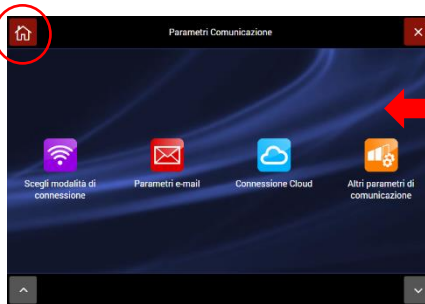 Parametri Comunicazione
Scegli modalità di
connessione
Parametri e-mail
Connessione Cloud
Altri parametri di
comunicazione